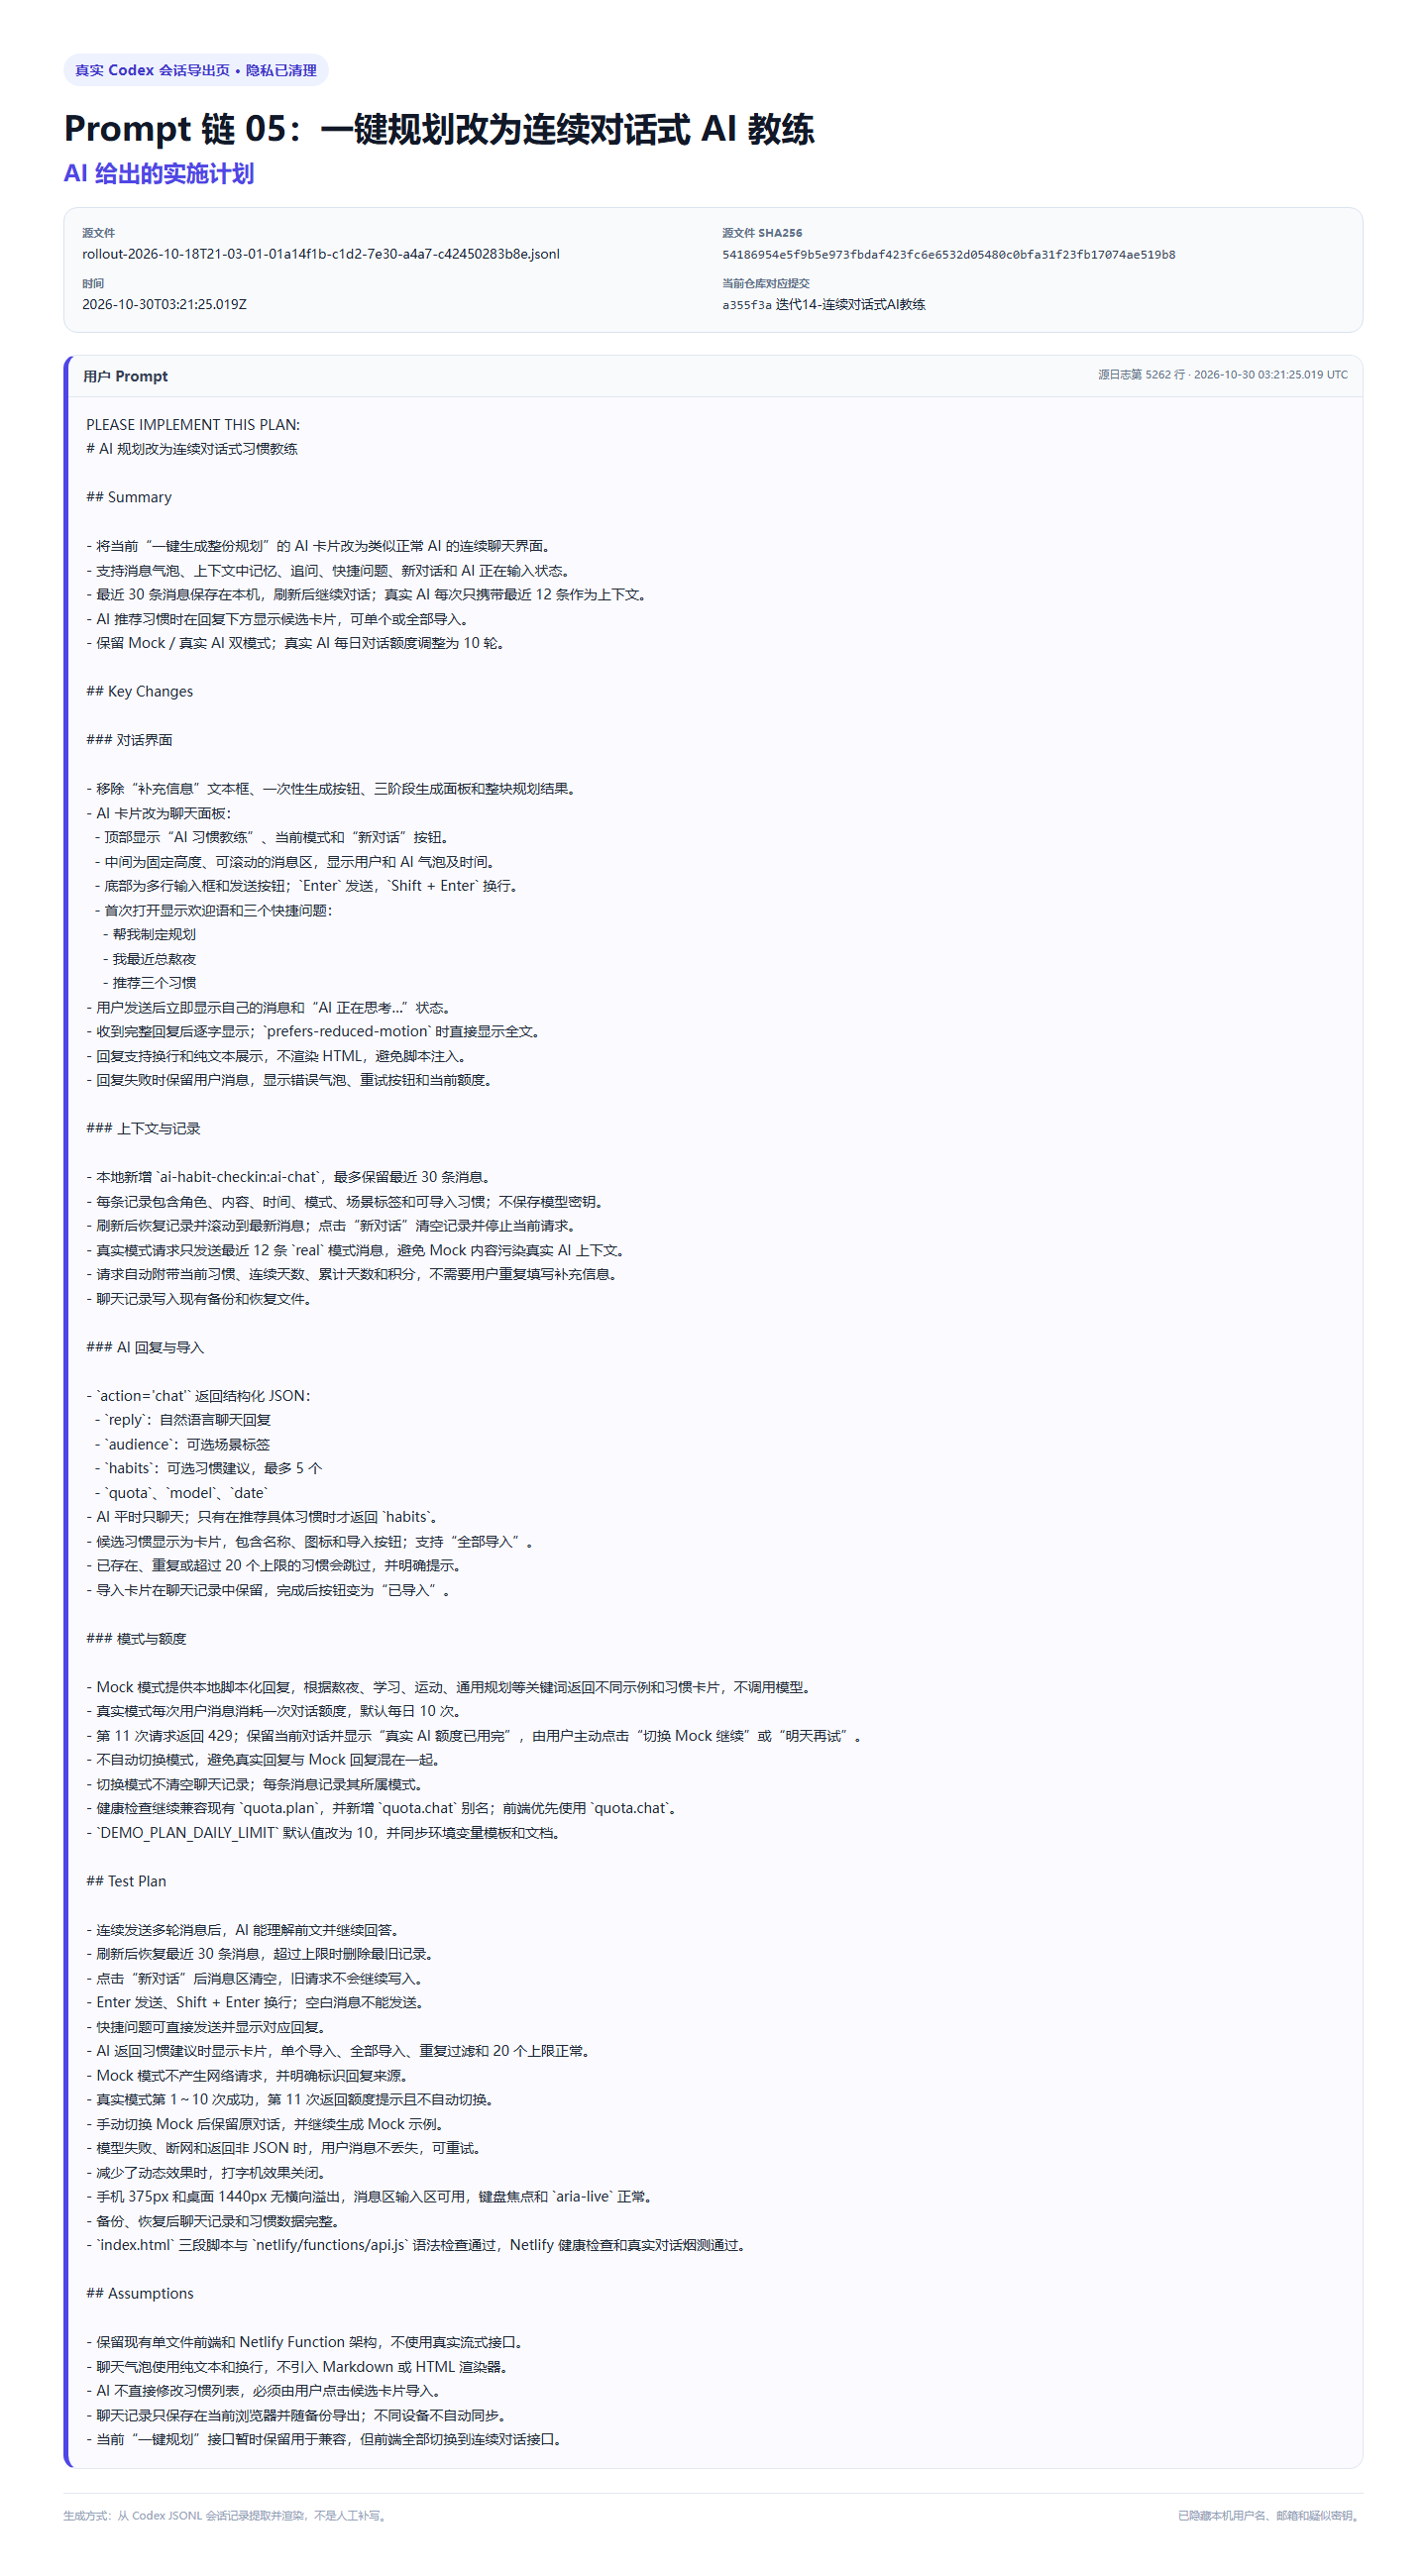 真实 Codex 会话导出页 • 隐私已清理
Prompt 链 05：一键规划改为连续对话式 AI 教练
AI 给出的实施计划
源文件
rollout-2026-10-18T21-03-01-01a14f1b-c1d2-7e30-a4a7-c42450283b8e.jsonl
源文件 SHA256
54186954e5f9b5e973fbdaf423fc6e6532d05480c0bfa31f23fb17074ae519b8
时间
2026-10-30T03:21:25.019Z
当前仓库对应提交
a355f3a 迭代14-连续对话式AI教练
用户 Prompt
源日志第 5262 行 · 2026-10-30 03:21:25.019 UTC
PLEASE IMPLEMENT THIS PLAN:
# AI 规划改为连续对话式习惯教练
## Summary
- 将当前“一键生成整份规划”的 AI 卡片改为类似正常 AI 的连续聊天界面。
- 支持消息气泡、上下文中记忆、追问、快捷问题、新对话和 AI 正在输入状态。
- 最近 30 条消息保存在本机，刷新后继续对话；真实 AI 每次只携带最近 12 条作为上下文。
- AI 推荐习惯时在回复下方显示候选卡片，可单个或全部导入。
- 保留 Mock / 真实 AI 双模式；真实 AI 每日对话额度调整为 10 轮。
## Key Changes
### 对话界面
- 移除“补充信息”文本框、一次性生成按钮、三阶段生成面板和整块规划结果。
- AI 卡片改为聊天面板：
- 顶部显示“AI 习惯教练”、当前模式和“新对话”按钮。
- 中间为固定高度、可滚动的消息区，显示用户和 AI 气泡及时间。
- 底部为多行输入框和发送按钮；`Enter` 发送，`Shift + Enter` 换行。
- 首次打开显示欢迎语和三个快捷问题：
- 帮我制定规划
- 我最近总熬夜
- 推荐三个习惯
- 用户发送后立即显示自己的消息和“AI 正在思考…”状态。
- 收到完整回复后逐字显示；`prefers-reduced-motion` 时直接显示全文。
- 回复支持换行和纯文本展示，不渲染 HTML，避免脚本注入。
- 回复失败时保留用户消息，显示错误气泡、重试按钮和当前额度。
### 上下文与记录
- 本地新增 `ai-habit-checkin:ai-chat`，最多保留最近 30 条消息。
- 每条记录包含角色、内容、时间、模式、场景标签和可导入习惯；不保存模型密钥。
- 刷新后恢复记录并滚动到最新消息；点击“新对话”清空记录并停止当前请求。
- 真实模式请求只发送最近 12 条 `real` 模式消息，避免 Mock 内容污染真实 AI 上下文。
- 请求自动附带当前习惯、连续天数、累计天数和积分，不需要用户重复填写补充信息。
- 聊天记录写入现有备份和恢复文件。
### AI 回复与导入
- `action='chat'` 返回结构化 JSON：
- `reply`：自然语言聊天回复
- `audience`：可选场景标签
- `habits`：可选习惯建议，最多 5 个
- `quota`、`model`、`date`
- AI 平时只聊天；只有在推荐具体习惯时才返回 `habits`。
- 候选习惯显示为卡片，包含名称、图标和导入按钮；支持“全部导入”。
- 已存在、重复或超过 20 个上限的习惯会跳过，并明确提示。
- 导入卡片在聊天记录中保留，完成后按钮变为“已导入”。
### 模式与额度
- Mock 模式提供本地脚本化回复，根据熬夜、学习、运动、通用规划等关键词返回不同示例和习惯卡片，不调用模型。
- 真实模式每次用户消息消耗一次对话额度，默认每日 10 次。
- 第 11 次请求返回 429；保留当前对话并显示“真实 AI 额度已用完”，由用户主动点击“切换 Mock 继续”或“明天再试”。
- 不自动切换模式，避免真实回复与 Mock 回复混在一起。
- 切换模式不清空聊天记录；每条消息记录其所属模式。
- 健康检查继续兼容现有 `quota.plan`，并新增 `quota.chat` 别名；前端优先使用 `quota.chat`。
- `DEMO_PLAN_DAILY_LIMIT` 默认值改为 10，并同步环境变量模板和文档。
## Test Plan
- 连续发送多轮消息后，AI 能理解前文并继续回答。
- 刷新后恢复最近 30 条消息，超过上限时删除最旧记录。
- 点击“新对话”后消息区清空，旧请求不会继续写入。
- Enter 发送、Shift + Enter 换行；空白消息不能发送。
- 快捷问题可直接发送并显示对应回复。
- AI 返回习惯建议时显示卡片，单个导入、全部导入、重复过滤和 20 个上限正常。
- Mock 模式不产生网络请求，并明确标识回复来源。
- 真实模式第 1～10 次成功，第 11 次返回额度提示且不自动切换。
- 手动切换 Mock 后保留原对话，并继续生成 Mock 示例。
- 模型失败、断网和返回非 JSON 时，用户消息不丢失，可重试。
- 减少了动态效果时，打字机效果关闭。
- 手机 375px 和桌面 1440px 无横向溢出，消息区输入区可用，键盘焦点和 `aria-live` 正常。
- 备份、恢复后聊天记录和习惯数据完整。
- `index.html` 三段脚本与 `netlify/functions/api.js` 语法检查通过，Netlify 健康检查和真实对话烟测通过。
## Assumptions
- 保留现有单文件前端和 Netlify Function 架构，不使用真实流式接口。
- 聊天气泡使用纯文本和换行，不引入 Markdown 或 HTML 渲染器。
- AI 不直接修改习惯列表，必须由用户点击候选卡片导入。
- 聊天记录只保存在当前浏览器并随备份导出；不同设备不自动同步。
- 当前“一键规划”接口暂时保留用于兼容，但前端全部切换到连续对话接口。
生成方式：从 Codex JSONL 会话记录提取并渲染，不是人工补写。
已隐藏本机用户名、邮箱和疑似密钥。